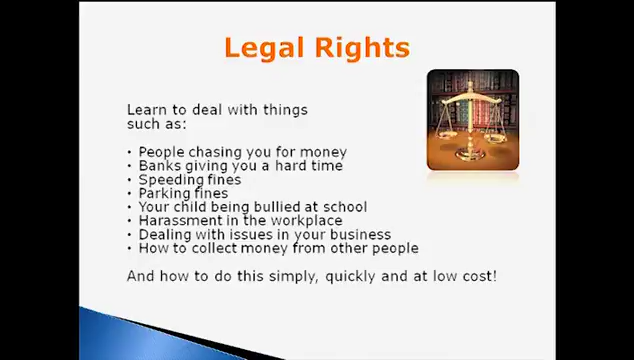 Legal Rights
Learn to deal with things
such as:
• People chasing you for money
• Banks giving you a hard time
• Speeding fines
• Parking fines
• Your child being bullied at school
• Harassment in the workplace
• Dealing with issues in your business
• How to collect money from other people
And how to do this simply, quickly and at low cost!